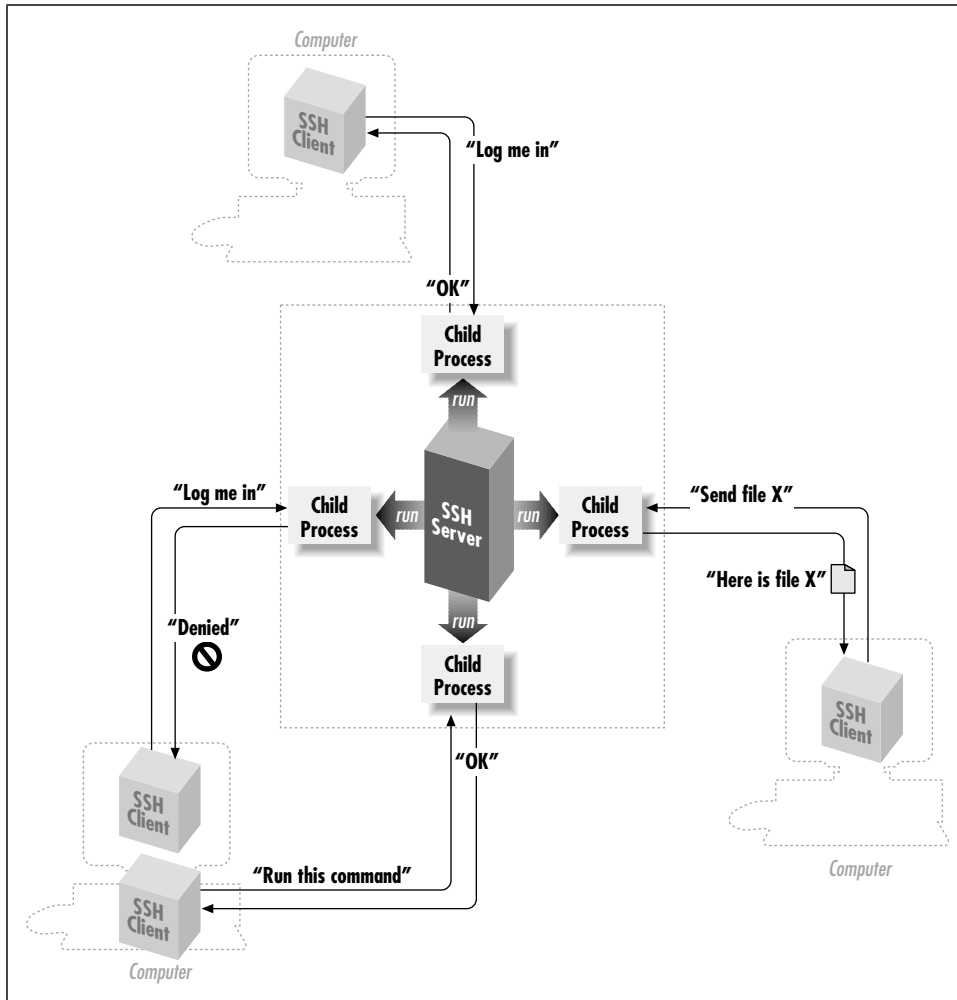 Computer
SSH
Client
“Log me in”
“OK”
Child
Process
run
“Log me in”
Child
Process
run
SSH
Server
run
Child
Process
“Send file X”
“Here is file X”
“Denied”
run
Child
Process
“OK”
SSH
Client
SSH
Client
“Run this command”
SSH
Client
Computer
Computer